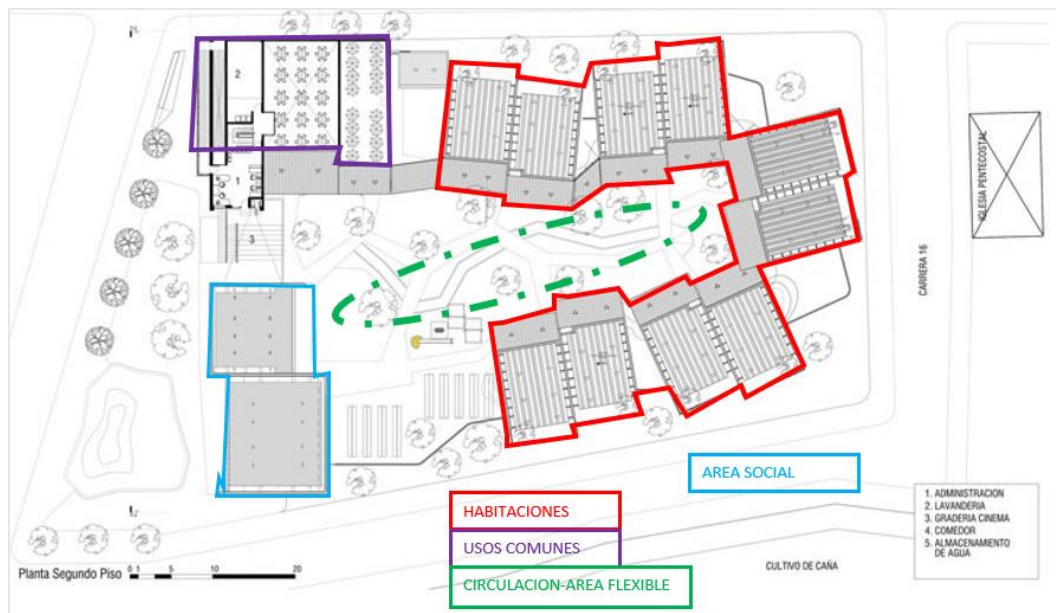 2
1
3
IGLESIA PENTECOSTAL
CARRERA 16
AREA SOCIAL
HABITACIONES
USOS COMUNES
CIRCULACION-AREA FLEXIBLE
1. ADMINISTRACION
2. LAVANDERIA
3. GRADERIA CINEMA
4. COMEDOR
5. ALMACENAMIENTO
DE AGUA
CULTIVO DE CAÑA
Planta Segundo Piso 0 1 5 10 20